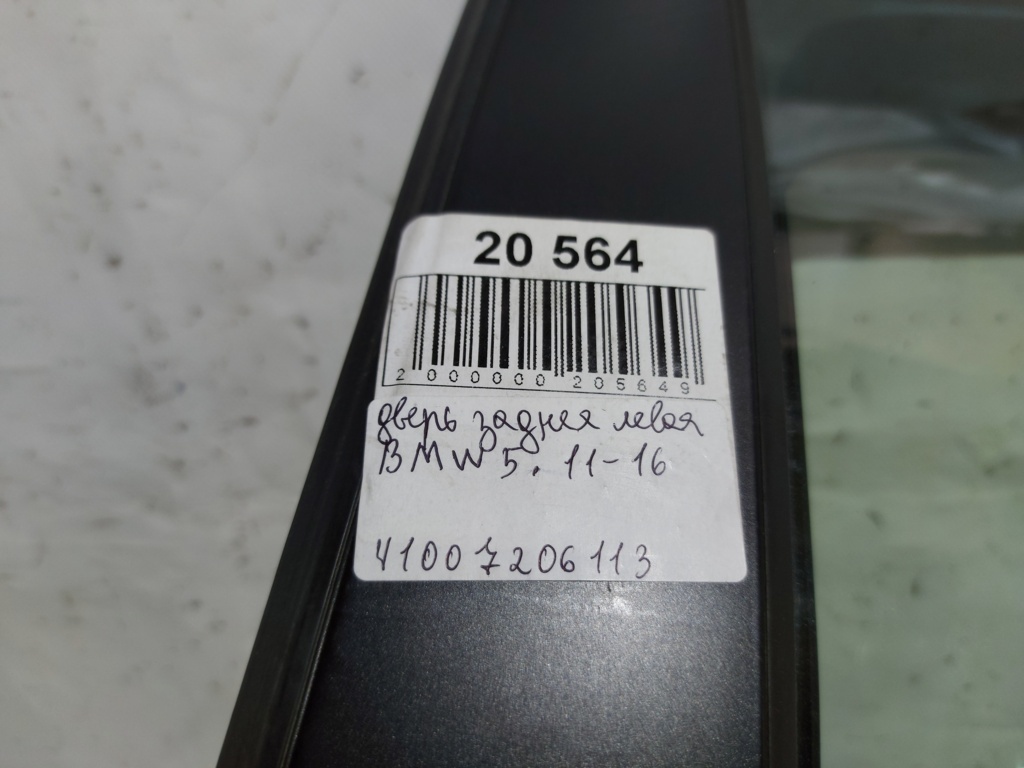 20 564
2 000000 205649
дверь задняя левая
BMW 5. 11-16
41007206113